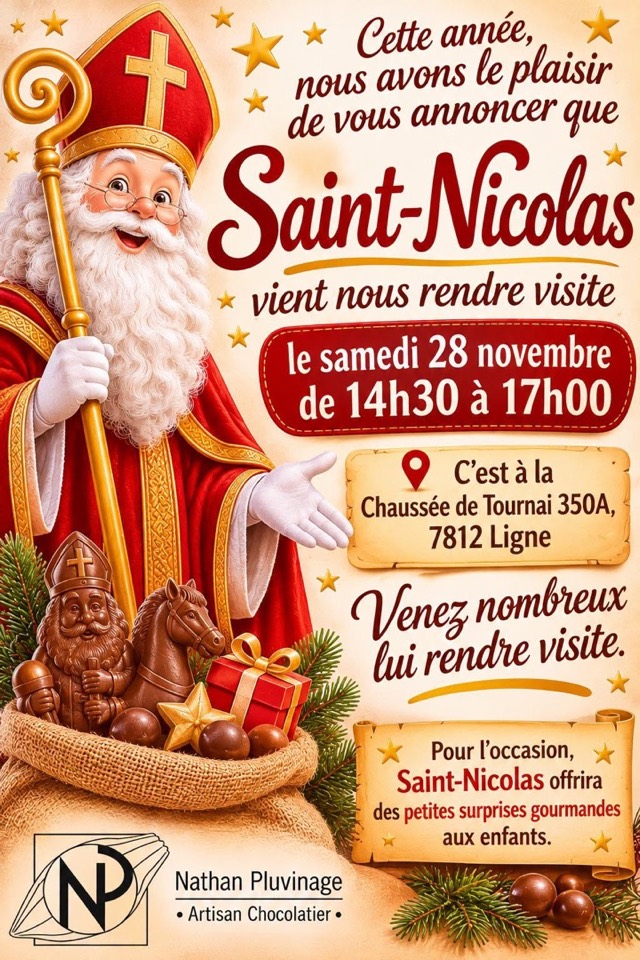 Cette année,
nous avons le plaisir
de vous annoncer que
Saint-Nicolas
vient nous rendre visite
le samedi 28 novembre
de 14h30 à 17h00
C'est à la
Chaussée de Tournai 350A,
7812 Ligne
Venez nombreux
lui rendre visite.
Pour l'occasion,
Saint-Nicolas offrira
des petites surprises gourmandes
aux enfants.
NP
Nathan Pluvinage
• Artisan Chocolatier •